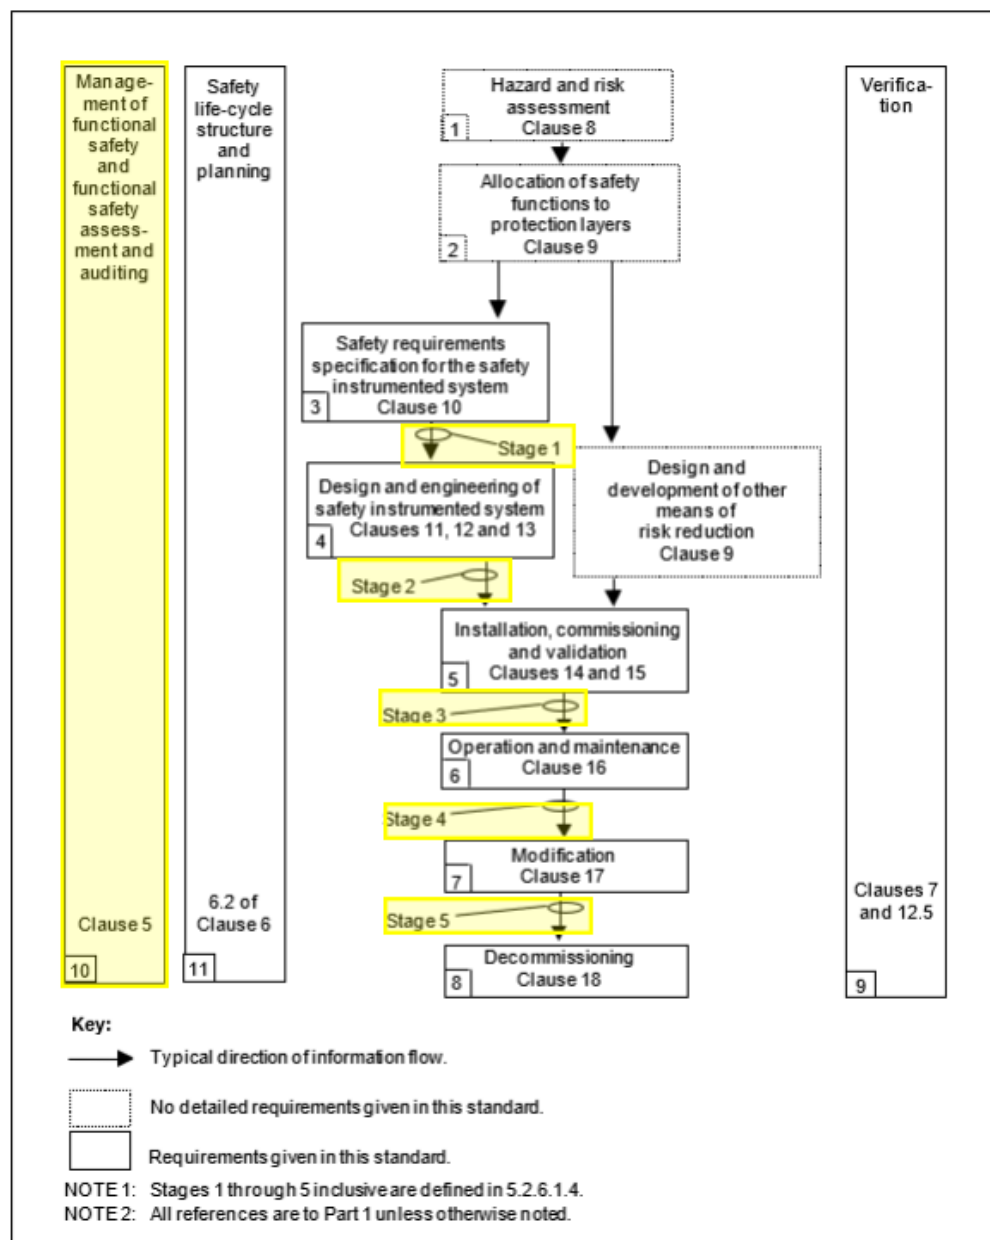 Manage-
ment of
functional
safety
and
functional
safety
assess-
ment and
auditing
Clause 5
10
Safety
life-cycle
structure
and
planning
6.2 of
Clause 6
11
Hazard and risk
assessment
Clause 8
1
Allocation of safety
functions to
protection layers
Clause 9
2
Safety requirements
specification for the safety
instrumented system
Clause 10
3
Stage 1
Design and engineering of
safety instrumented system
Clauses 11, 12 and 13
4
Design and
development of other
means of
risk reduction
Clause 9
Stage 2
Installation, commissioning
and validation
Clauses 14 and 15
5
Stage 3
Operation and maintenance
Clause 16
6
Stage 4
Modification
Clause 17
7
Stage 5
Decommissioning
Clause 18
8
Verifica-
tion
Clauses 7
and 12.5
9
Key:
Typical direction of information flow.
No detailed requirements given in this standard.
Requirements given in this standard.
NOTE 1: Stages 1 through 5 inclusive are defined in 5.2.6.1.4.
NOTE 2: All references are to Part 1 unless otherwise noted.